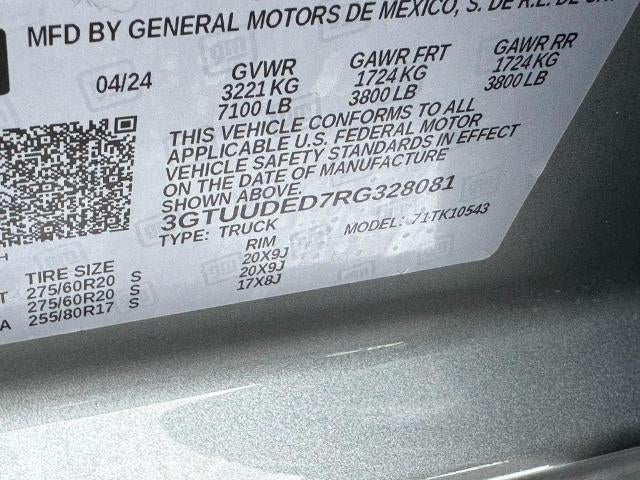 MFD BY GENERAL MOTORS DE MEXICO, S. DE R.L. DE
04/24 GVWR GAWR FRT GAWR RR
3221 KG 1724 KG 1724 KG
7100 LB 3800 LB 3800 LB
THIS VEHICLE CONFORMS TO ALL
APPLICABLE U.S. FEDERAL MOTOR
VEHICLE SAFETY STANDARDS IN EFFECT
ON THE DATE OF MANUFACTURE
SHOWN ABOVE.
3GTUUDED7RG328081
TYPE: TRUCK MODEL: 71TK10543
TIRE SIZE RIM
275/60R20 S 20X9J
275/60R20 S 20X9J
255/80R17 S 17X8J